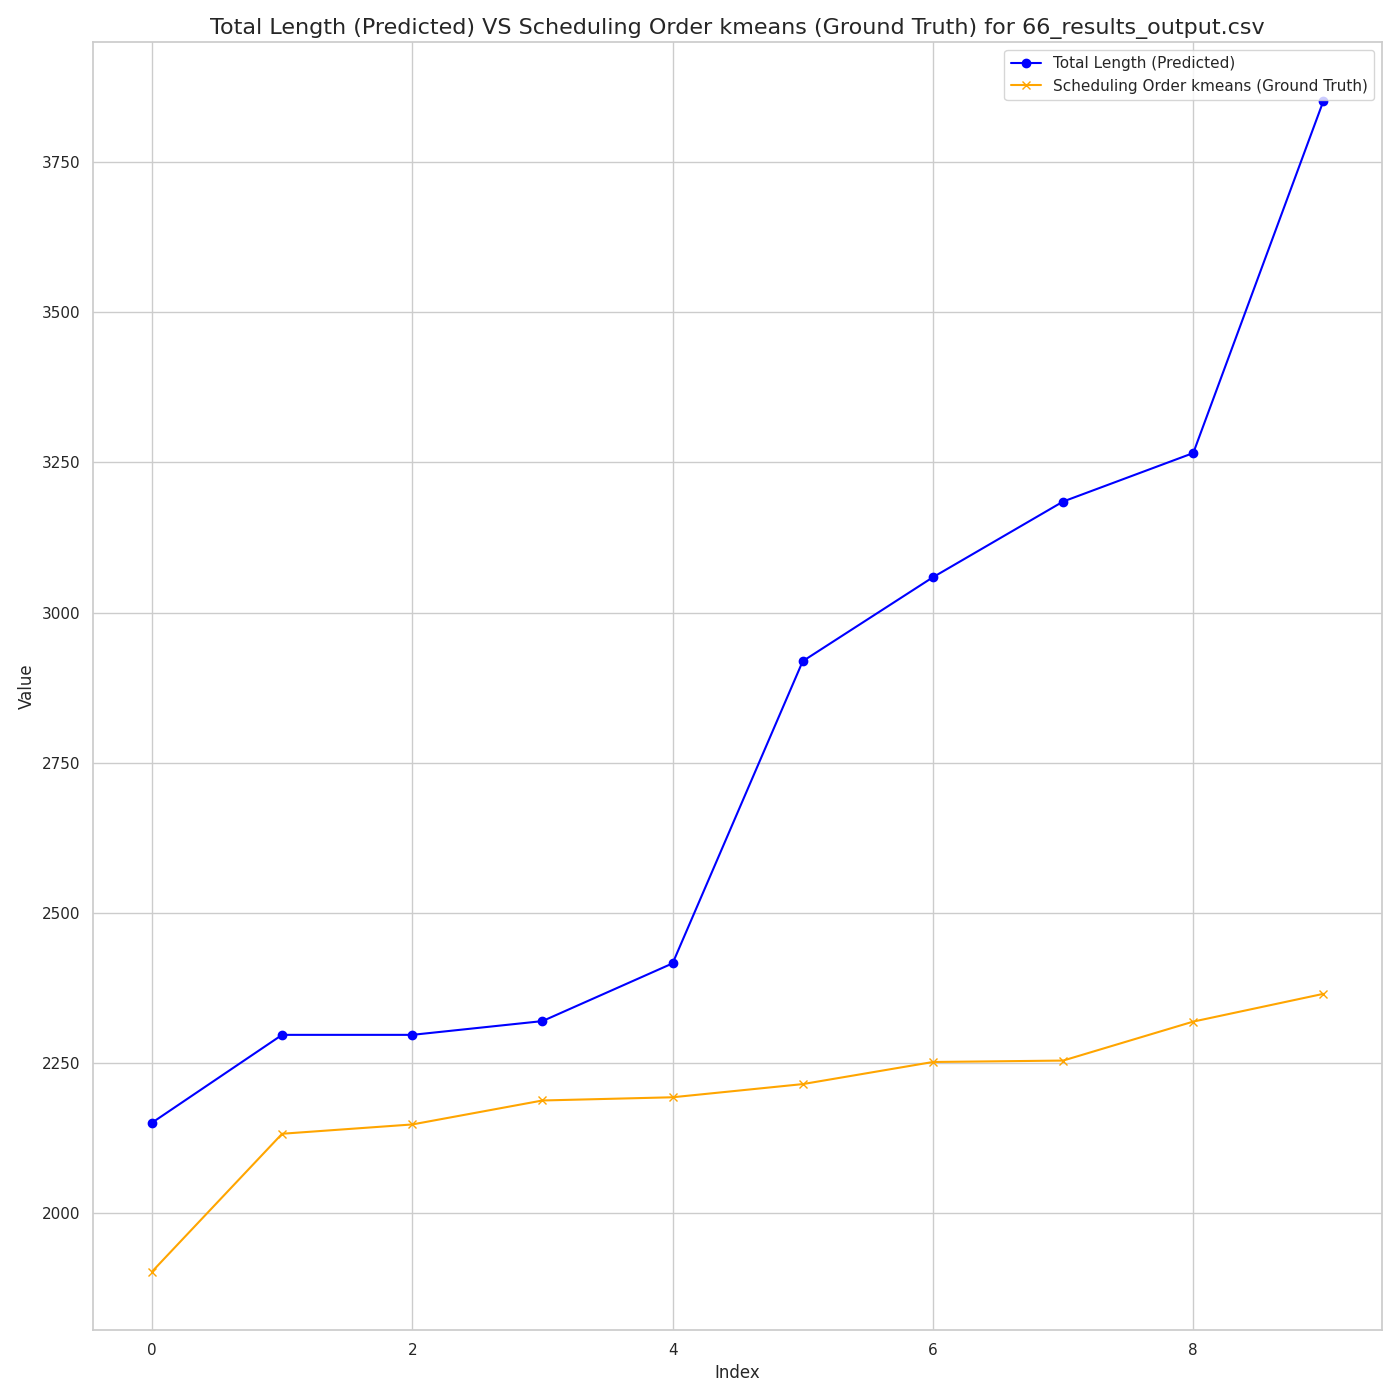 Total Length (Predicted) VS Scheduling Order kmeans (Ground Truth) for 66_results_output.csv
Total Length (Predicted)
Scheduling Order kmeans (Ground Truth)
3750
3500
3250
3000
2750
2500
2250
2000
Value
0 2 4 6 8
Index